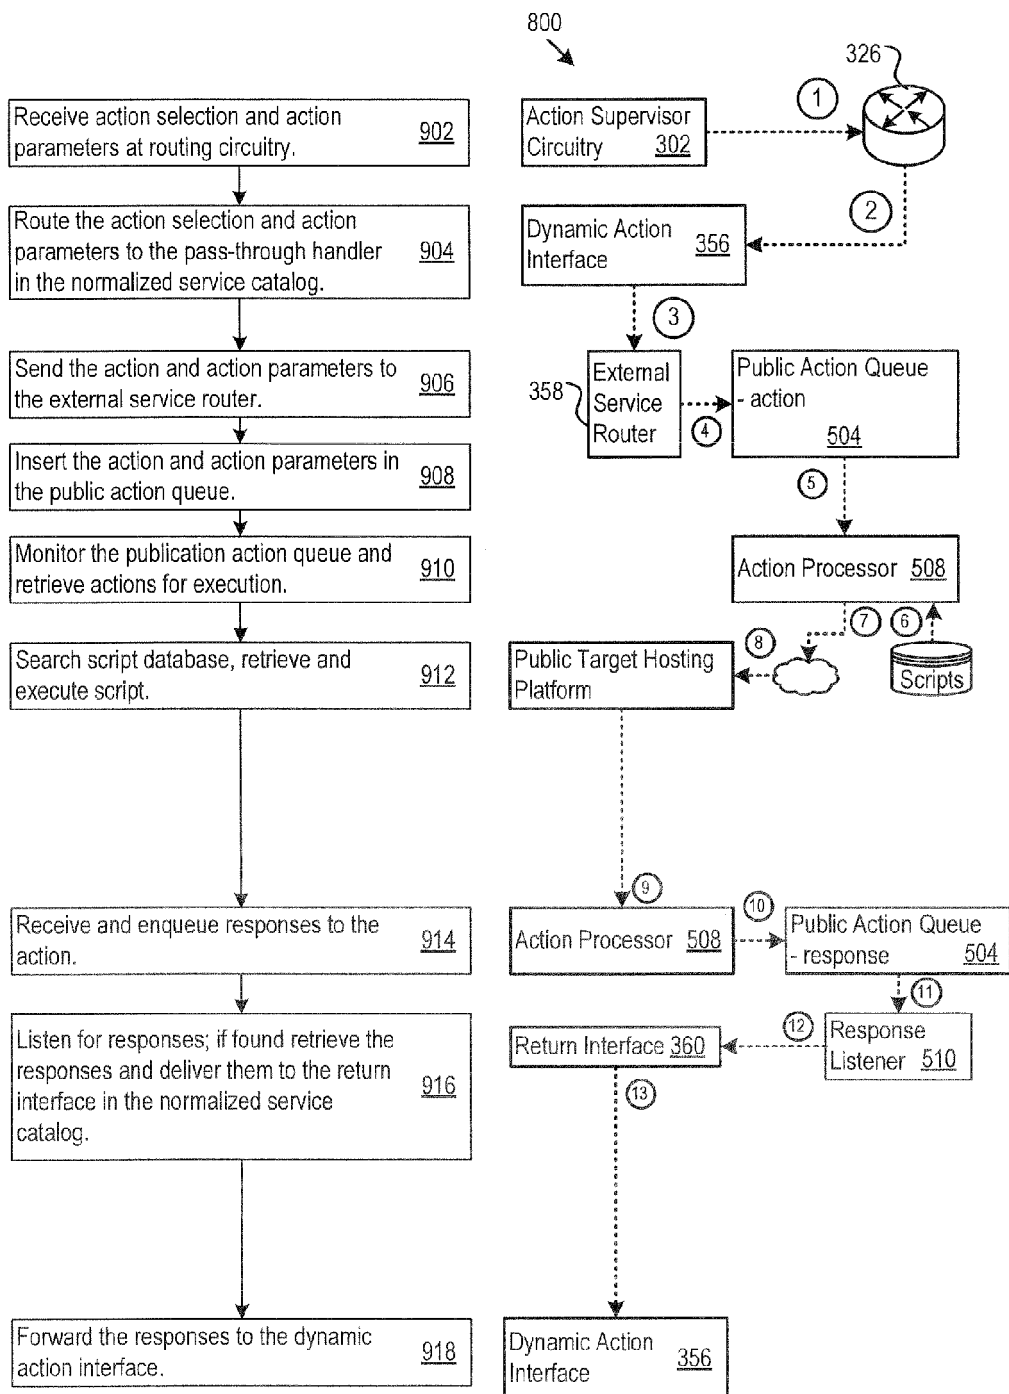 800
326
1
Receive action selection and action
parameters at routing circuitry.
902
Action Supervisor
Circuitry 302
2
Route the action selection and action
parameters to the pass-through handler
in the normalized service catalog.
904
Dynamic Action
Interface
356
3
Send the action and action parameters to
the external service router.
906
358
External
Service
Router
4
Public Action Queue
- action
504
Insert the action and action parameters in
the public action queue.
908
5
Monitor the publication action queue and
retrieve actions for execution.
910
Action Processor 508
7
6
8
Search script database, retrieve and
execute script.
912
Public Target Hosting
Platform
Scripts
9
10
Receive and enqueue responses to the
action.
914
Action Processor 508
Public Action Queue
- response 504
11
Listen for responses; if found retrieve the
responses and deliver them to the return
interface in the normalized service
catalog.
916
Return Interface 360
12
Response
Listener 510
13
Forward the responses to the dynamic
action interface.
918
Dynamic Action
Interface
356